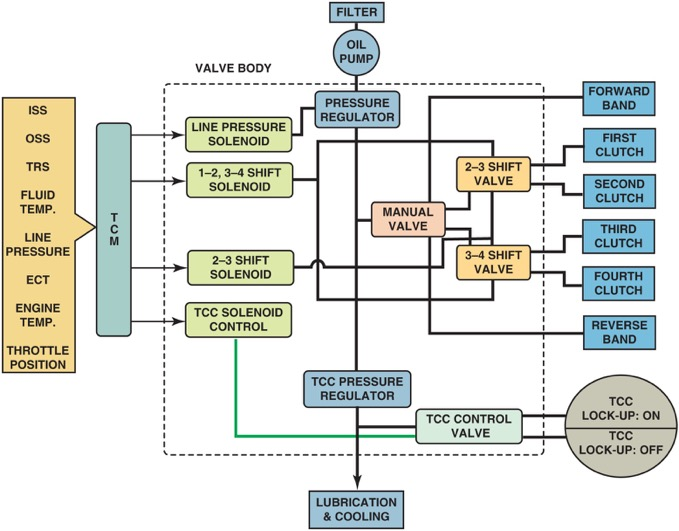 FILTER
OIL
PUMP
VALVE BODY
ISS
OSS
TRS
FLUID
TEMP.
LINE
PRESSURE
ECT
ENGINE
TEMP.
THROTTLE
POSITION
T
C
M
LINE PRESSURE
SOLENOID
1–2, 3–4 SHIFT
SOLENOID
2–3 SHIFT
SOLENOID
TCC SOLENOID
CONTROL
PRESSURE
REGULATOR
MANUAL
VALVE
2–3 SHIFT
VALVE
3–4 SHIFT
VALVE
TCC PRESSURE
REGULATOR
TCC CONTROL
VALVE
FORWARD
BAND
FIRST
CLUTCH
SECOND
CLUTCH
THIRD
CLUTCH
FOURTH
CLUTCH
REVERSE
BAND
TCC
LOCK-UP: ON
TCC
LOCK-UP: OFF
LUBRICATION
& COOLING